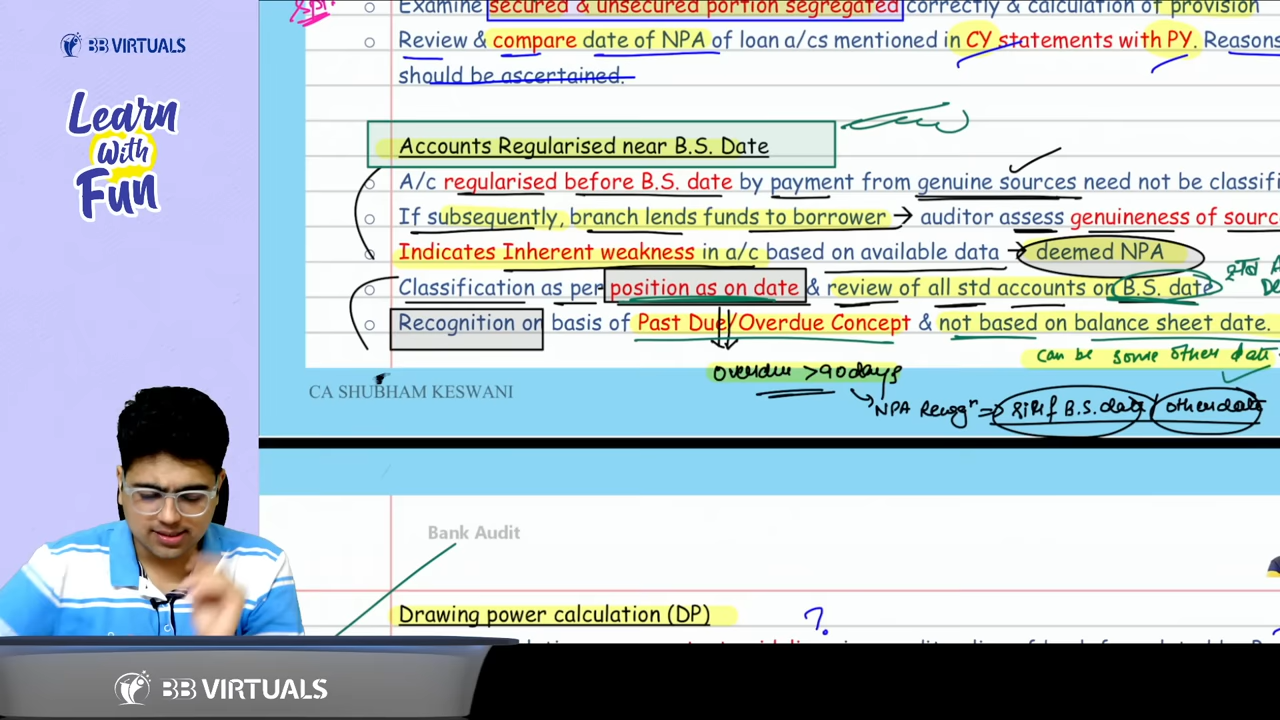 BB VIRTUALS
Learn
With
Fun
Examine secured & unsecured portion segregated correctly & calculation of provision
Review & compare date of NPA of loan a/cs mentioned in CY statements with PY. Reasons
should be ascertained.
Accounts Regularised near B.S. Date
A/c regularised before B.S. date by payment from genuine sources need not be classifi
If subsequently, branch lends funds to borrower → auditor assess genuineness of sourc
Indicates Inherent weakness in a/c based on available data → deemed NPA
Classification as per position as on date & review of all std accounts on B.S. date
Recognition on basis of Past Due/Overdue Concept & not based on balance sheet date.
can be some other date
Overdue >90days
NPA Recogⁿ => सिर्फ B.S. date / other date
CA SHUBHAM KESWANI
Bank Audit
Drawing power calculation (DP)
?
BB VIRTUALS